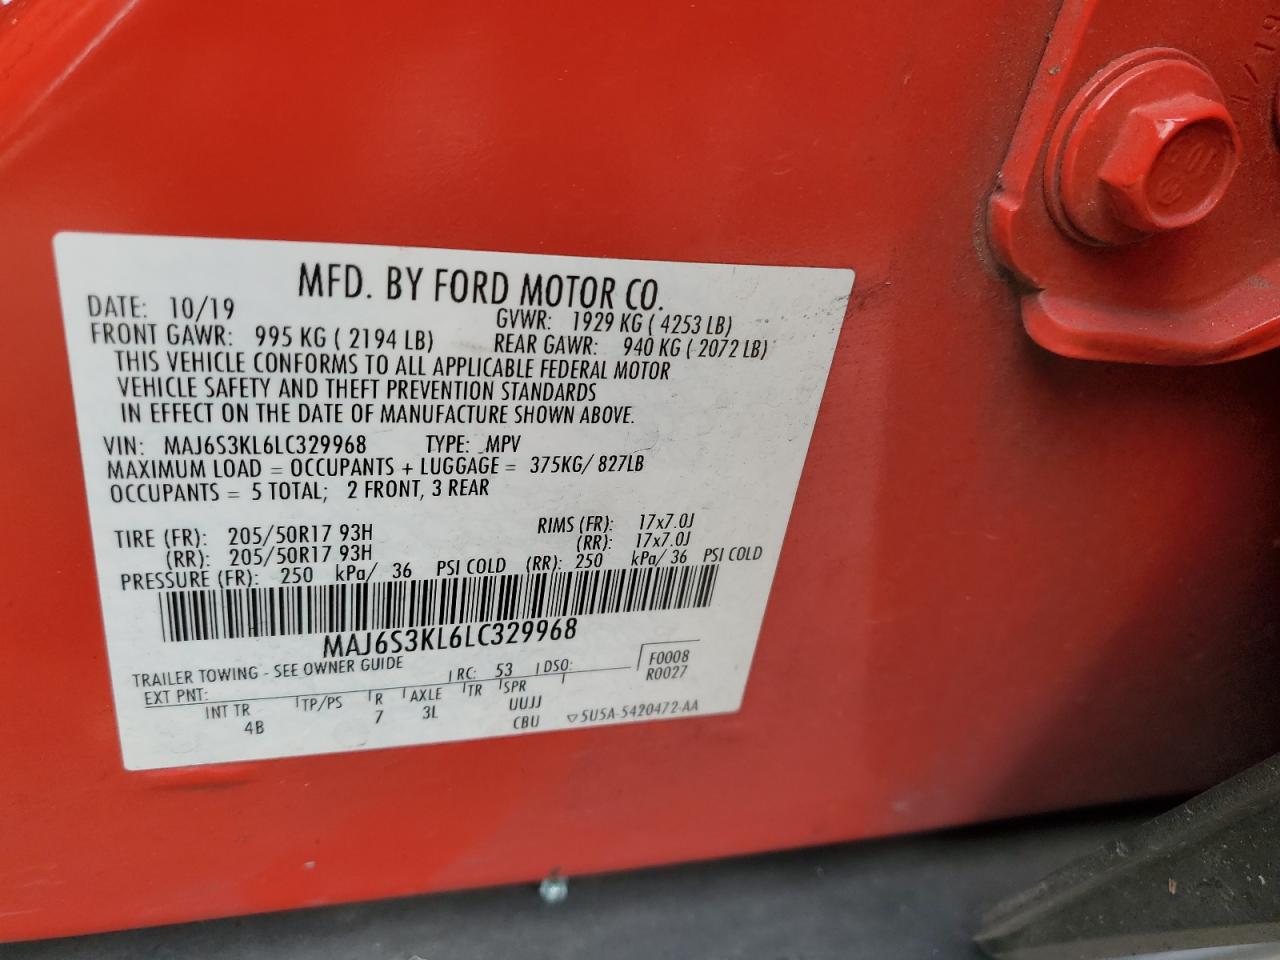 MFD. BY FORD MOTOR CO.
DATE: 10/19 GVWR: 1929 KG ( 4253 LB)
FRONT GAWR: 995 KG ( 2194 LB) REAR GAWR: 940 KG ( 2072 LB)
THIS VEHICLE CONFORMS TO ALL APPLICABLE FEDERAL MOTOR
VEHICLE SAFETY AND THEFT PREVENTION STANDARDS
IN EFFECT ON THE DATE OF MANUFACTURE SHOWN ABOVE.
VIN: MAJ6S3KL6LC329968 TYPE: MPV
MAXIMUM LOAD = OCCUPANTS + LUGGAGE = 375KG/ 827LB
OCCUPANTS = 5 TOTAL; 2 FRONT, 3 REAR
TIRE (FR): 205/50R17 93H RIMS (FR): 17x7.0J
(RR): 205/50R17 93H (RR): 17x7.0J
PRESSURE (FR): 250 kPa/ 36 PSI COLD (RR): 250 kPa/ 36 PSI COLD
MAJ6S3KL6LC329968
TRAILER TOWING - SEE OWNER GUIDE F0008
EXT PNT: RC: 53 DSO: R0027
INT TR TP/PS R AXLE TR SPR
4B 7 3L UUJJ
CBU 5U5A-5420472-AA